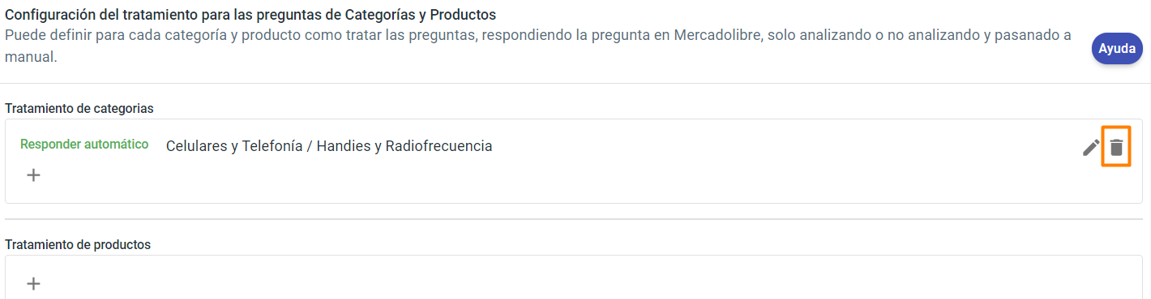 Configuración del tratamiento para las preguntas de Categorías y Productos
Puede definir para cada categoría y producto como tratar las preguntas, respondiendo la pregunta en Mercadolibre, solo analizando o no analizando y pasanado a
manual.
Ayuda
Tratamiento de categorias
Responder automático Celulares y Telefonía / Handies y Radiofrecuencia
Tratamiento de productos